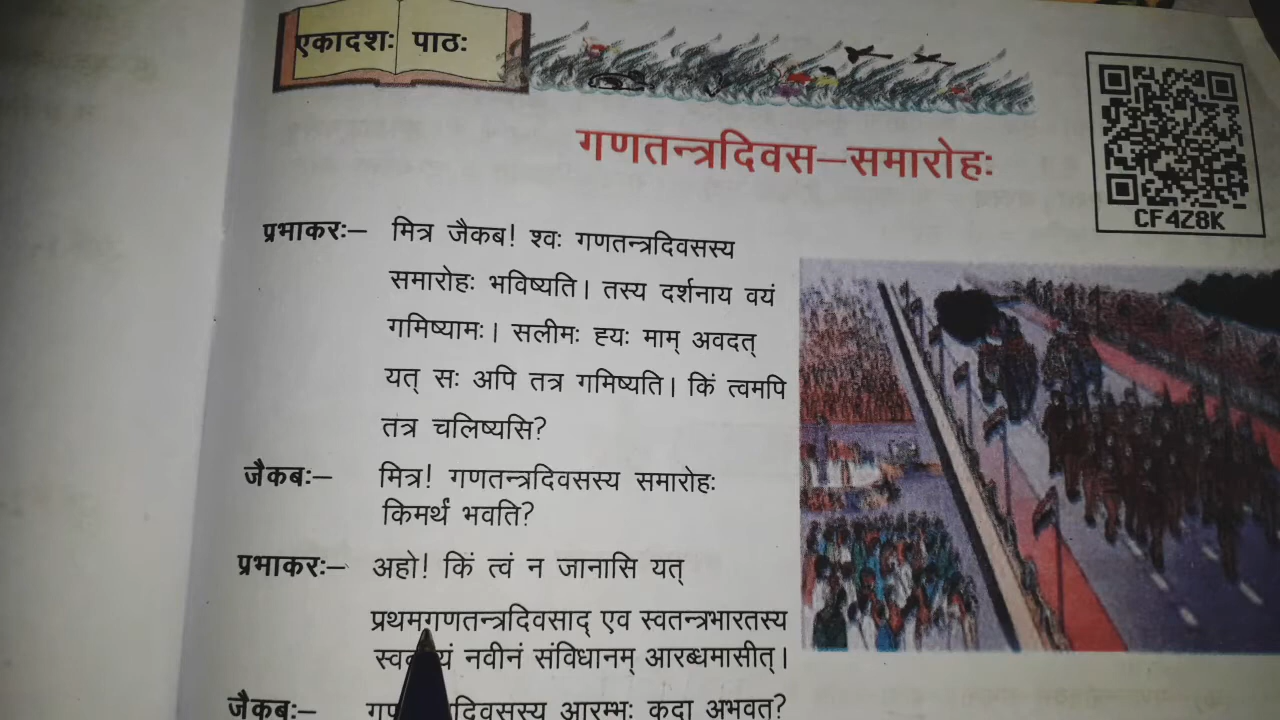 एकादशः पाठः
गणतन्त्रदिवस–समारोहः
CF4Z8K
प्रभाकरः– मित्र जैकब! श्वः गणतन्त्रदिवसस्य
समारोहः भविष्यति। तस्य दर्शनाय वयं
गमिष्यामः। सलीमः ह्यः माम् अवदत्
यत् सः अपि तत्र गमिष्यति। किं त्वमपि
तत्र चलिष्यसि?
जैकबः– मित्र! गणतन्त्रदिवसस्य समारोहः
किमर्थं भवति?
प्रभाकरः– अहो! किं त्वं न जानासि यत्
प्रथमगणतन्त्रदिवसाद् एव स्वतन्त्रभारतस्य
नवीनं संविधानम् आरब्धमासीत्।
जैकबः– आरम्भः कदा अभवत?